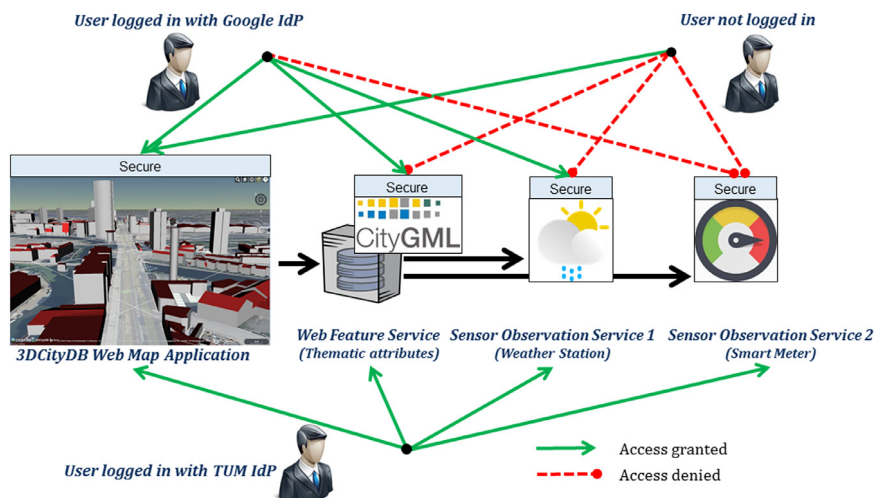 User logged in with Google IdP
User not logged in
Secure
Secure
Secure
Secure
CityGML
3DCityDB Web Map Application
Web Feature Service
(Thematic attributes)
Sensor Observation Service 1
(Weather Station)
Sensor Observation Service 2
(Smart Meter)
User logged in with TUM IdP
Access granted
Access denied